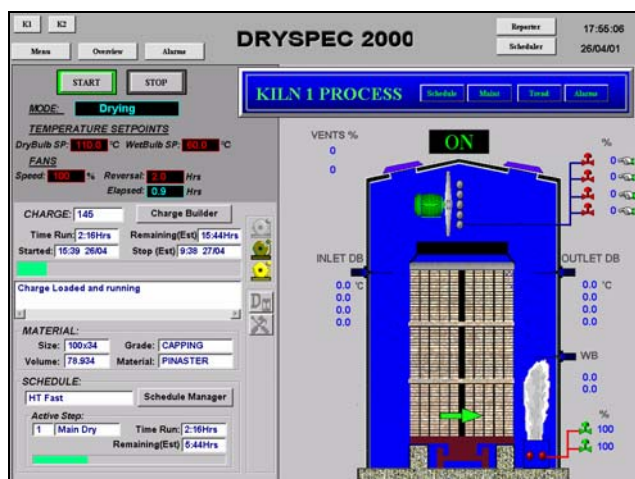 K1 K2
Menu Overview Alarms
DRYSPEC 2000
Reporter 17:55:06
Scheduler 26/04/01
START STOP
MODE: Drying
TEMPERATURE SETPOINTS
DryBulb SP: 110.0 °C WetBulb SP: 60.0 °C
FANS
Speed: 100 % Reversal: 2.0 Hrs
Elapsed: 0.9 Hrs
CHARGE: 145 Charge Builder
Time Run: 2:16Hrs Remaining(Est) 15:44Hrs
Started: 15:39 26/04 Stop (Est) 9:38 27/04
Charge Loaded and running
MATERIAL:
Size: 100x34 Grade: CAPPING
Volume: 78.934 Material: PINASTER
SCHEDULE:
HT Fast Schedule Manager
Active Step:
1 Main Dry Time Run: 2:16Hrs
Remaining(Est) 5:44Hrs
KILN 1 PROCESS Schedule Maint Trend Alarms
VENTS % ON %
0 0
0 0
0
0
INLET DB OUTLET DB
0.0 °C 0.0 °C
0.0 0.0
0.0 0.0
0.0 0.0
WB
0.0
0.0
%
100
100